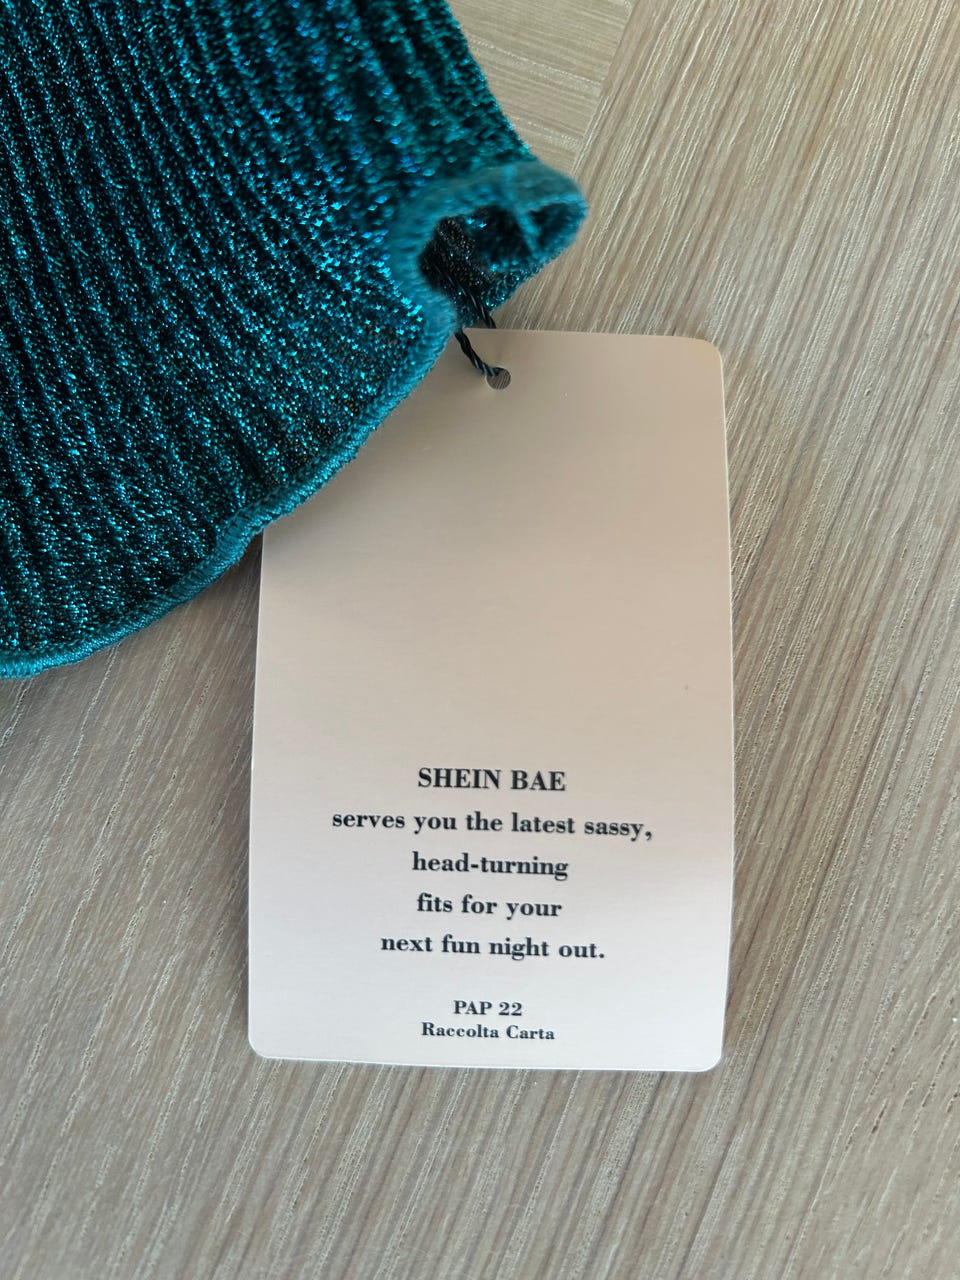 SHEIN BAE
serves you the latest sassy,
head-turning
fits for your
next fun night out.
PAP 22
Raccolta Carta